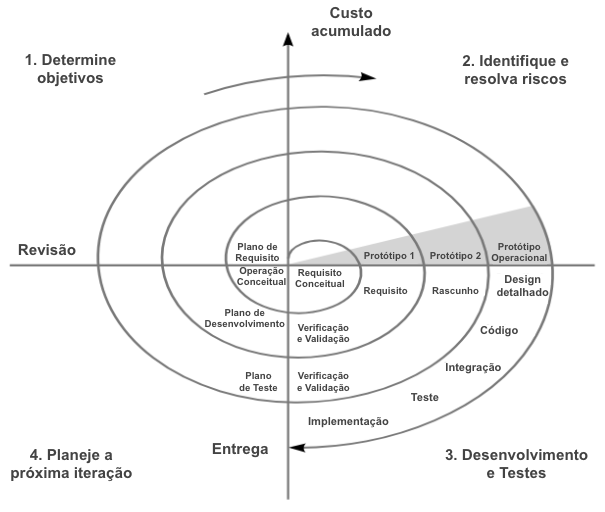 Custo
acumulado
1. Determine
objetivos
2. Identifique e
resolva riscos
Revisão
Plano de
Requisito
Protótipo 1
Protótipo 2
Protótipo
Operacional
Operação
Conceitual
Requisito
Conceitual
Requisito
Rascunho
Design
detalhado
Plano de
Desenvolvimento
Verificação
e Validação
Código
Integração
Plano
de Teste
Verificação
e Validação
Teste
Implementação
Entrega
4. Planeje a
próxima iteração
3. Desenvolvimento
e Testes